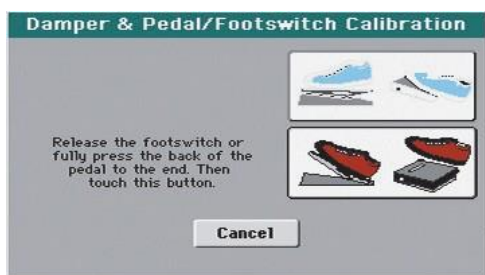 Damper & Pedal/Footswitch Calibration
Release the footswitch or
fully press the back of the
pedal to the end. Then
touch this button.
Cancel